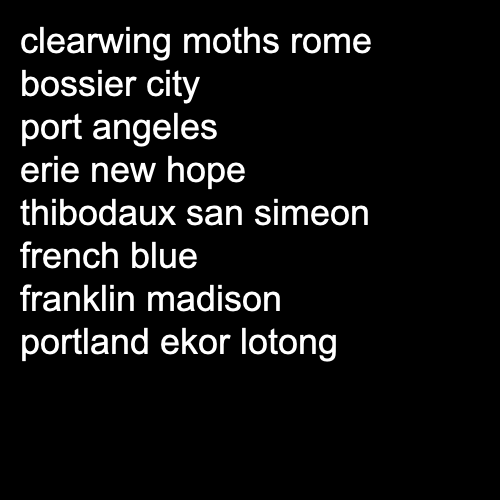 clearwing moths rome
bossier city
port angeles
erie new hope
thibodaux san simeon
french blue
franklin madison
portland ekor lotong